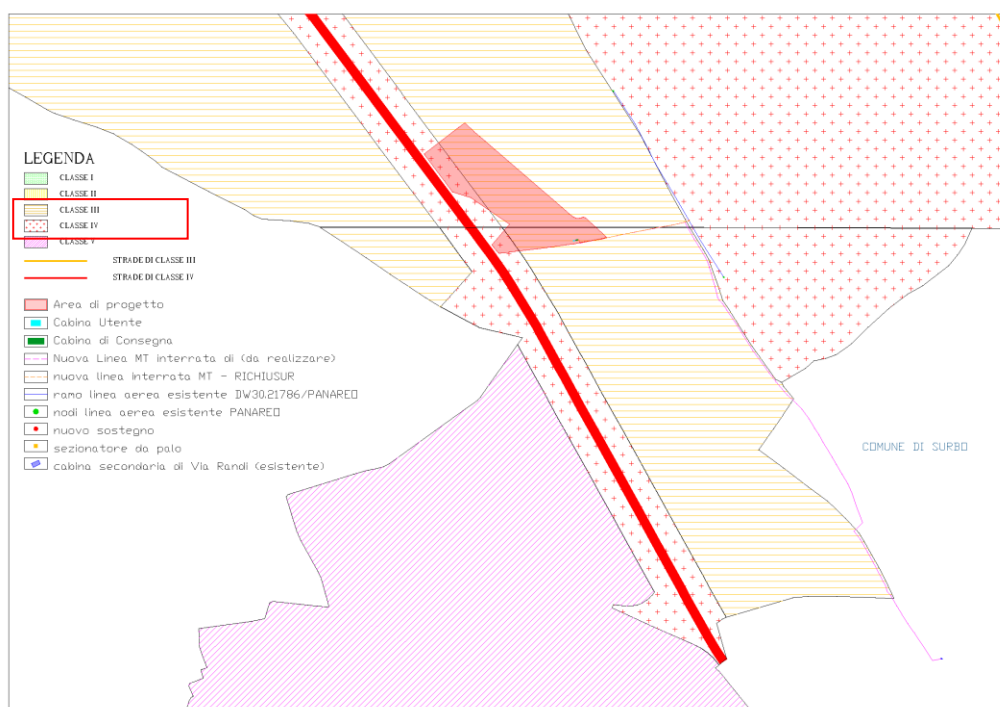 LEGENDA
CLASSE I
CLASSE II
CLASSE III
CLASSE IV
CLASSE V
STRADE DI CLASSE III
STRADE DI CLASSE IV
Area di progetto
Cabina Utente
Cabina di Consegna
Nuova Linea MT interrata di (da realizzare)
nuova linea Interrata MT - RICHIUSUR
ramo linea aerea esistente DW30.21786/PANAREO
nodi linea aerea esistente PANAREO
nuovo sostegno
sezionatore da palo
cabina secondaria di Via Randi (esistente)
COMUNE DI SURBO